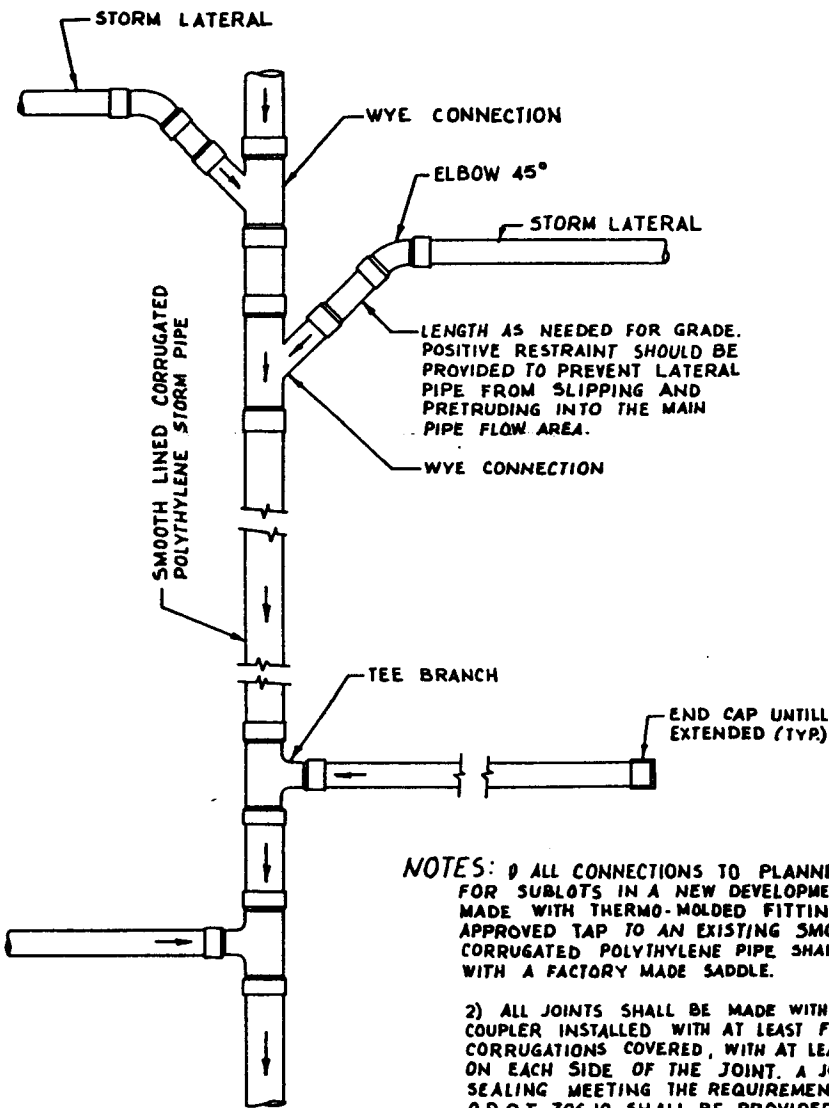 STORM LATERAL
WYE CONNECTION
ELBOW 45°
STORM LATERAL
LENGTH AS NEEDED FOR GRADE.
POSITIVE RESTRAINT SHOULD BE
PROVIDED TO PREVENT LATERAL
PIPE FROM SLIPPING AND
PRETRUDING INTO THE MAIN
PIPE FLOW AREA.
WYE CONNECTION
SMOOTH LINED CORRUGATED
POLYTHYLENE STORM PIPE
TEE BRANCH
END CAP UNTILL
EXTENDED (TYP.)
NOTES: 1) ALL CONNECTIONS TO
FOR SUBLOTS IN A NEW
MADE WITH THERMO-MOLDED
APPROVED TAP TO AN EXISTING
CORRUGATED POLYTHYLENE PIPE
WITH A FACTORY MADE SADDLE.
2) ALL JOINTS SHALL BE MADE WITH
COUPLER INSTALLED WITH AT LEAST
CORRUGATIONS COVERED, WITH AT
ON EACH SIDE OF THE JOINT. A
SEALING MEETING THE
SHALL BE